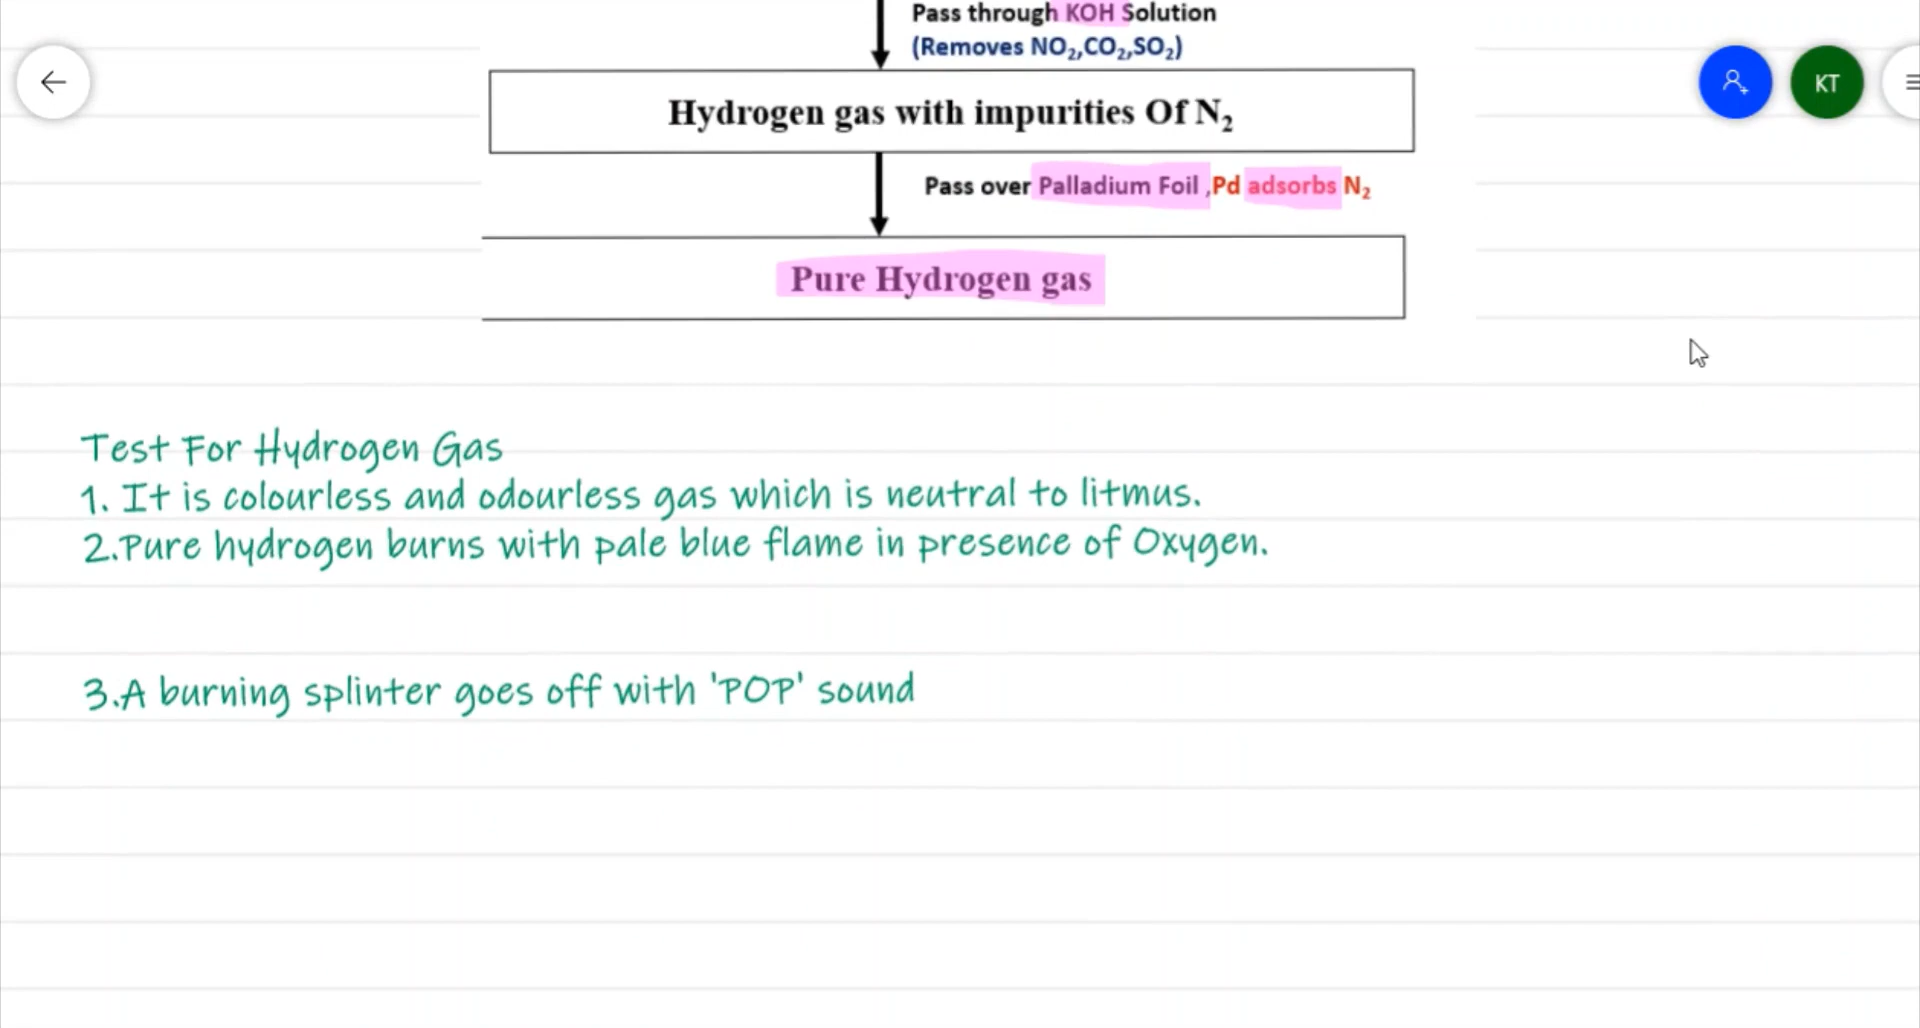 Pass through KOH Solution
(Removes NO₂,CO₂,SO₂)
KT
Hydrogen gas with impurities Of N₂
Pass over Palladium Foil ,Pd adsorbs N₂
Pure Hydrogen gas
Test For Hydrogen Gas
1. It is colourless and odourless gas which is neutral to litmus.
2.Pure hydrogen burns with pale blue flame in presence of Oxygen.
3.A burning splinter goes off with 'POP' sound